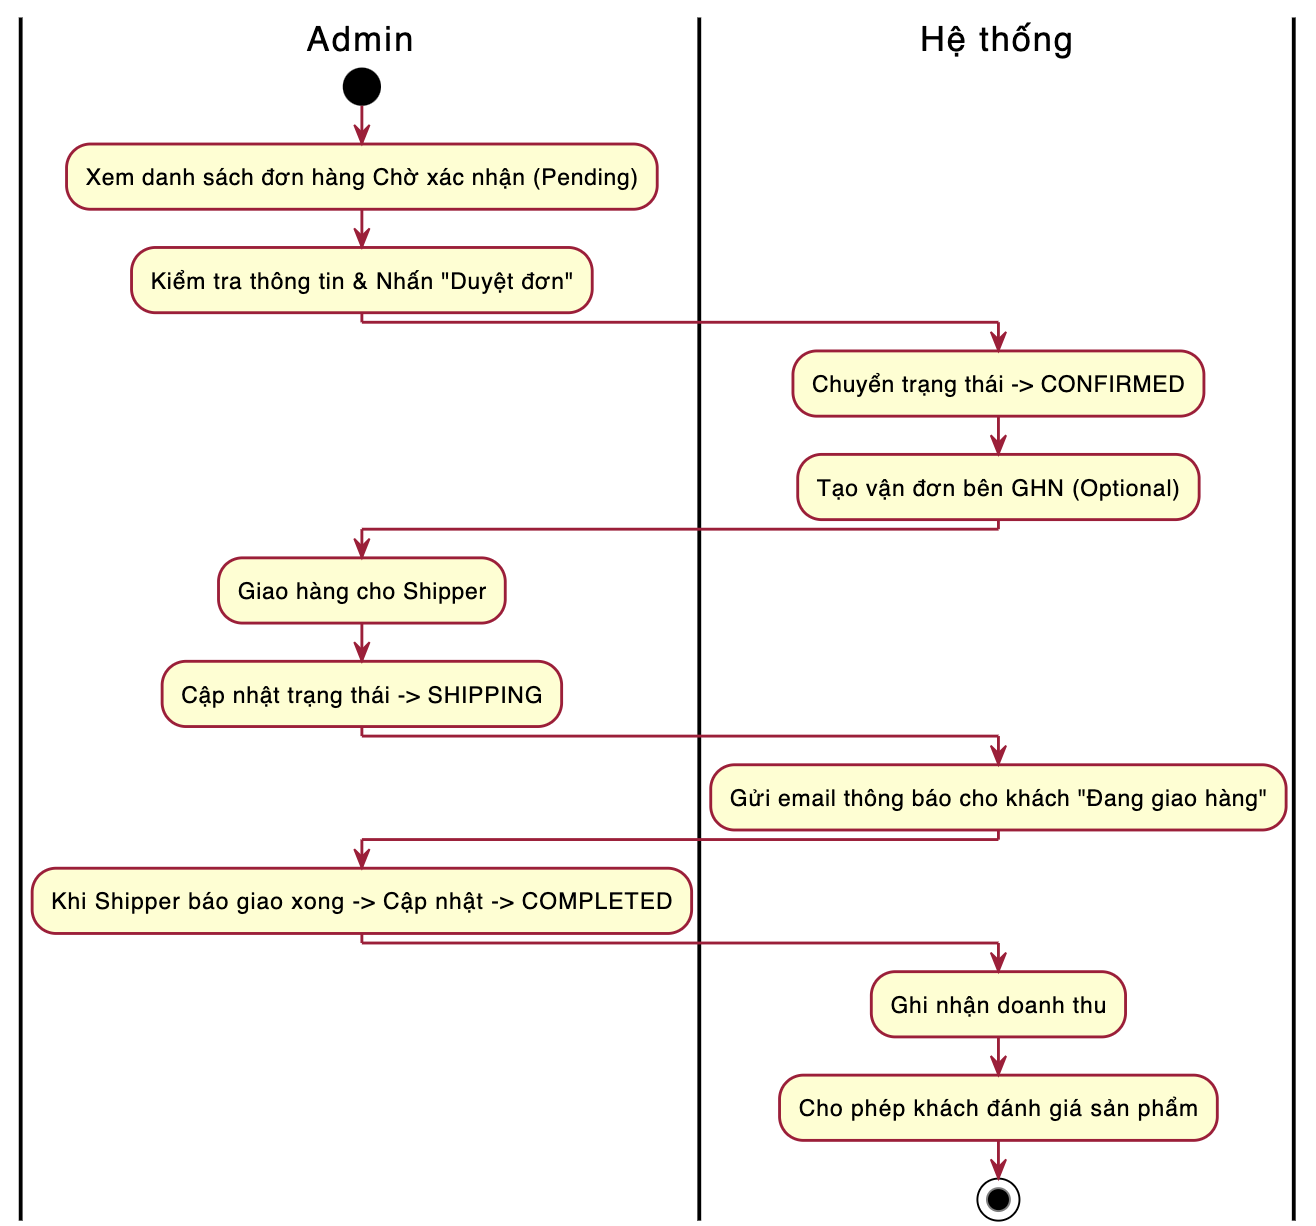 Admin
Hệ thống
Xem danh sách đơn hàng Chờ xác nhận (Pending)
Kiểm tra thông tin & Nhấn "Duyệt đơn"
Chuyển trạng thái -> CONFIRMED
Tạo vận đơn bên GHN (Optional)
Giao hàng cho Shipper
Cập nhật trạng thái -> SHIPPING
Gửi email thông báo cho khách "Đang giao hàng"
Khi Shipper báo giao xong -> Cập nhật -> COMPLETED
Ghi nhận doanh thu
Cho phép khách đánh giá sản phẩm